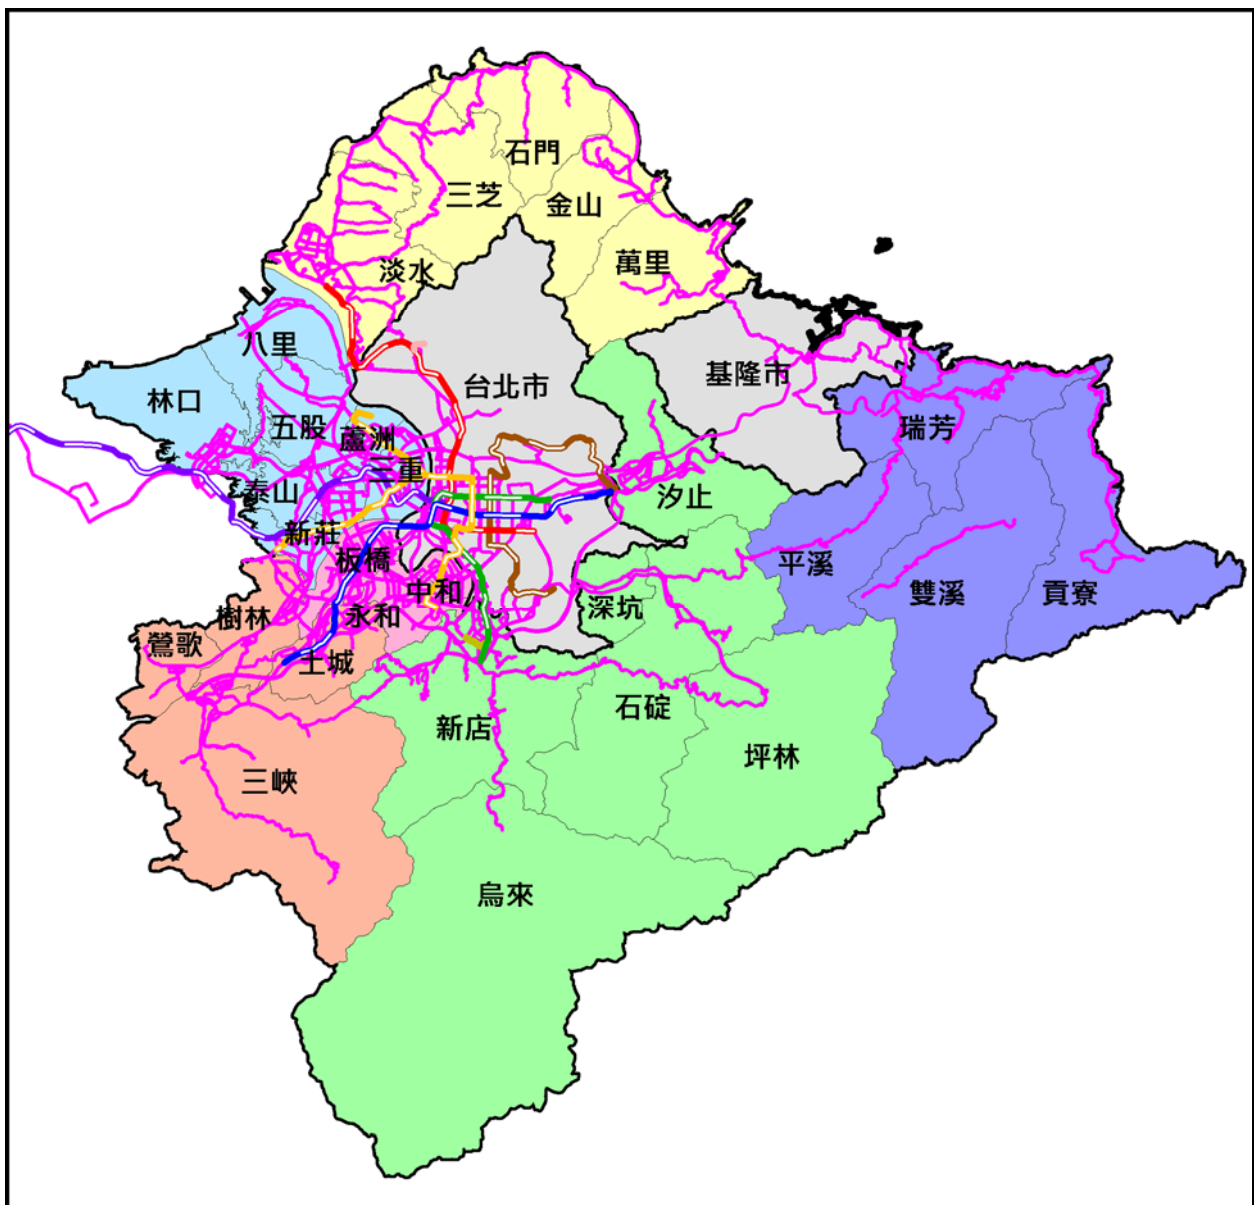 石門
三芝
金山
萬里
淡水
八里
基隆市
台北市
林口
五股
蘆洲
瑞芳
三重
泰山
汐止
新莊
板橋
平溪
中和
雙溪
貢寮
深坑
樹林
永和
鶯歌
土城
石碇
新店
坪林
三峽
烏來